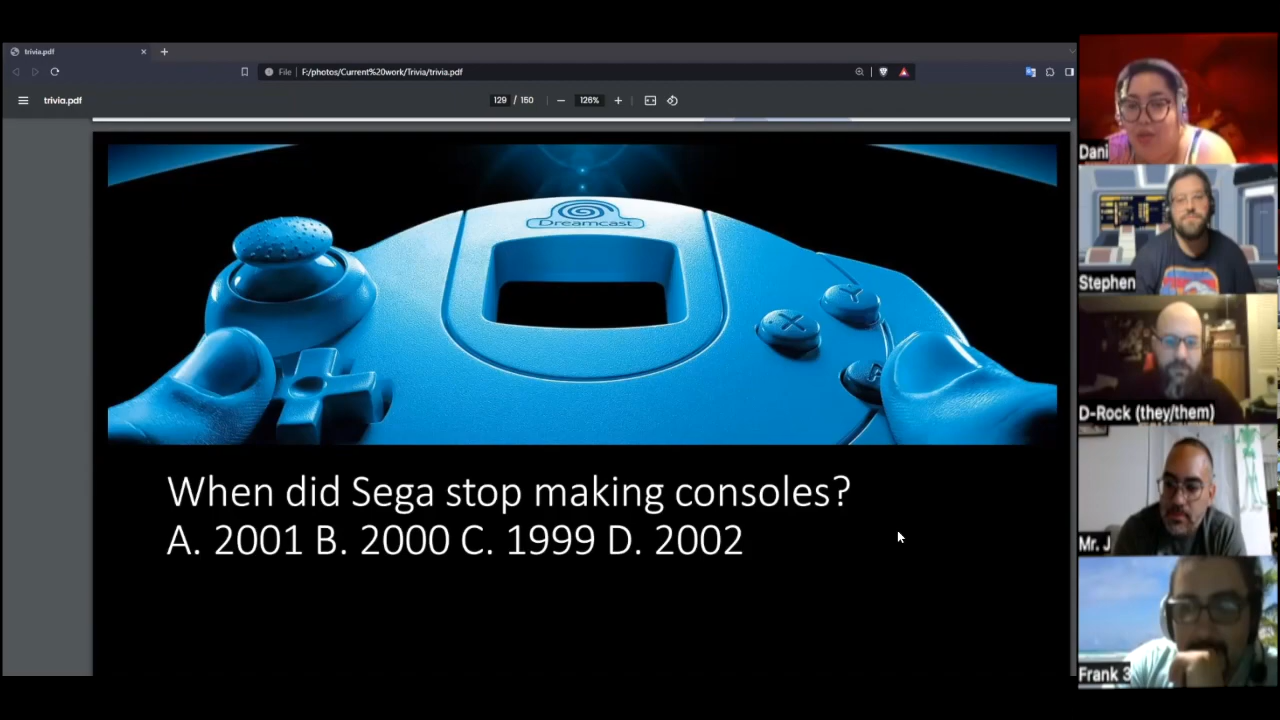 trivia.pdf
File F:/photos/Current%20work/Trivia/trivia.pdf
trivia.pdf
129 / 150
126%
Dreamcast
Y
X
When did Sega stop making consoles?
A. 2001 B. 2000 C. 1999 D. 2002
Dani
Stephen
D-Rock (they/them)
Mr. J
Frank 3